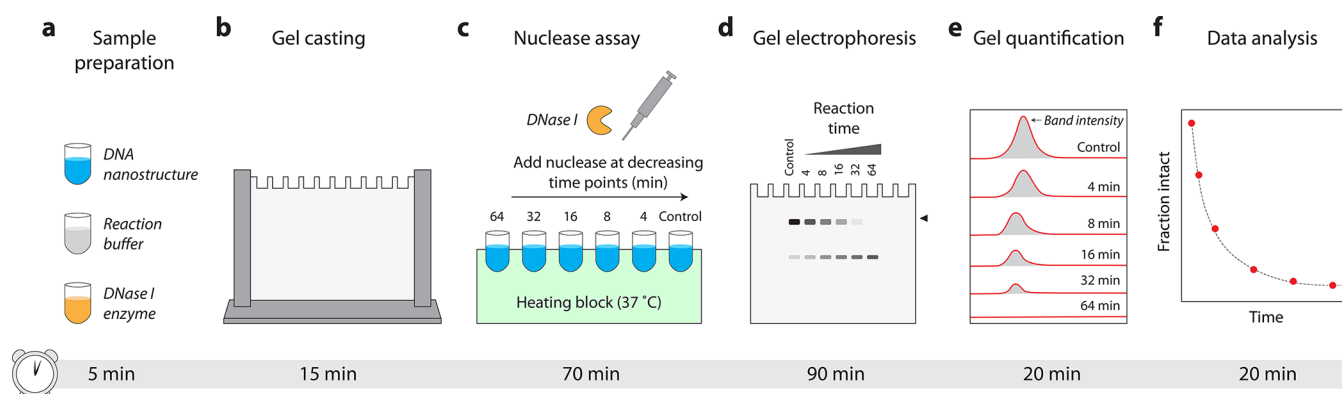 a
Sample
preparation
DNA
nanostructure
Reaction
buffer
DNase I
enzyme
b
Gel casting
c
Nuclease assay
DNase I
Add nuclease at decreasing
time points (min)
64 32 16 8 4 Control
Heating block (37 ˚C)
d
Gel electrophoresis
Reaction
time
Control 4 8 16 32 64
e
Gel quantification
Band intensity
Control
4 min
8 min
16 min
32 min
64 min
f
Data analysis
Fraction intact
Time
5 min 15 min 70 min 90 min 20 min 20 min